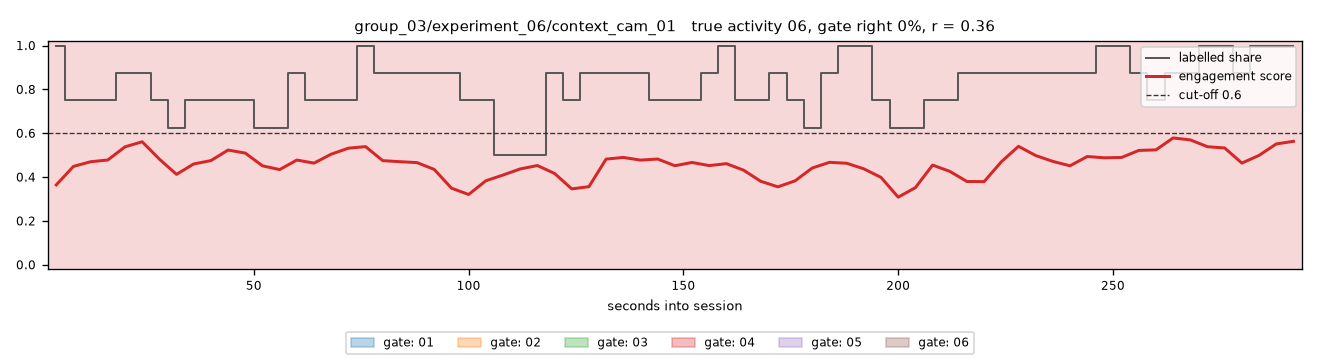 group_03/experiment_06/context_cam_01   true activity 06, gate right 0%, r = 0.36
1.0
0.8
0.6
0.4
0.2
0.0
labelled share
engagement score
cut-off 0.6
50
100
150
200
250
seconds into session
gate: 01
gate: 02
gate: 03
gate: 04
gate: 05
gate: 06